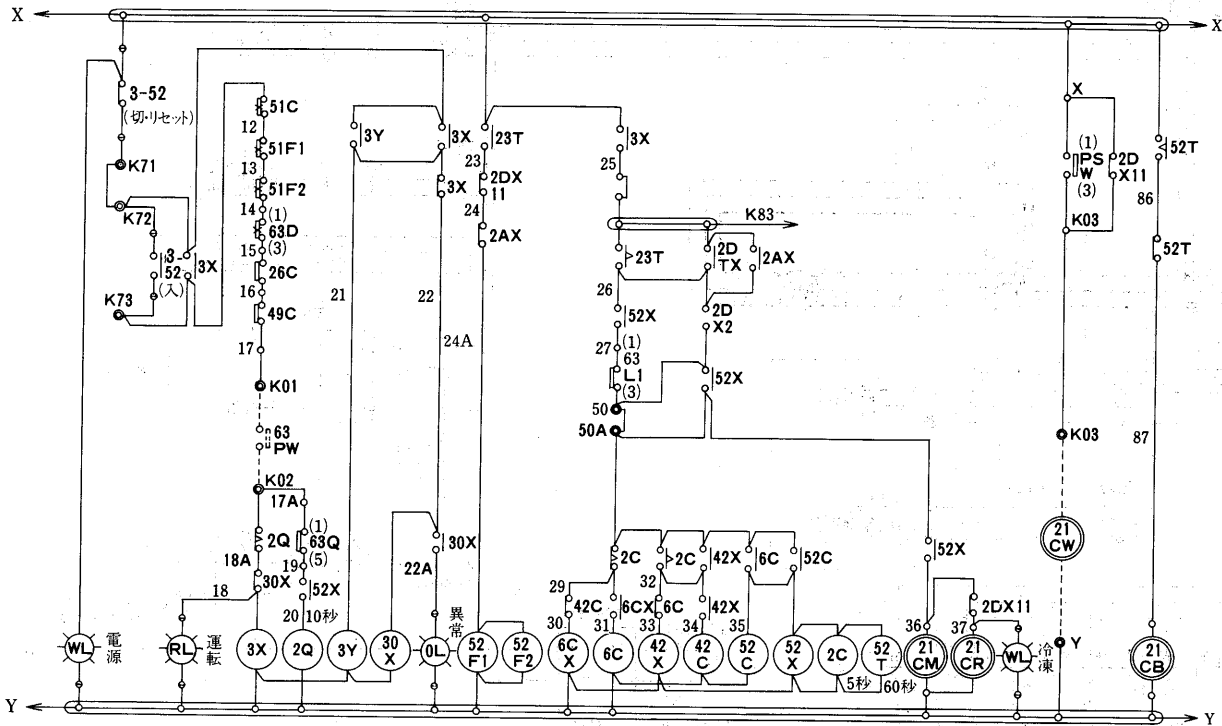 X
X
3-52
(切・リセット)
K71
K72
3-
52
(入)
3X
K73
51C
12
51F1
13
51F2
14
(1)
63D
(3)
15
26C
16
49C
17
K01
63
PW
K02
17A
2Q
(1)
63Q
(5)
18A
19
18
30X
52X
20
10秒
3Y
21
3X
3X
22
24A
30X
22A
23T
23
2DX
11
24
2AX
3X
25
K83
23T
2D
TX
2AX
26
52X
2D
X2
27
(1)
63
L1
(3)
52X
50
50A
2C
2C
42X
6C
52C
29
32
42C
6CX
6C
42X
30
31
33
34
35
52X
2DX11
36
37
X
(1)
PS
W
(3)
2D
X11
K03
K03
21
CW
Y
52T
86
52T
87
WL
電源
RL
運転
3X
2Q
3Y
30
X
OL
異常
52
F1
52
F2
6C
X
6C
42
X
42
C
52
C
52
X
2C
52
T
5秒
60秒
21
CM
21
CR
WL
冷凍
21
CB
Y
Y